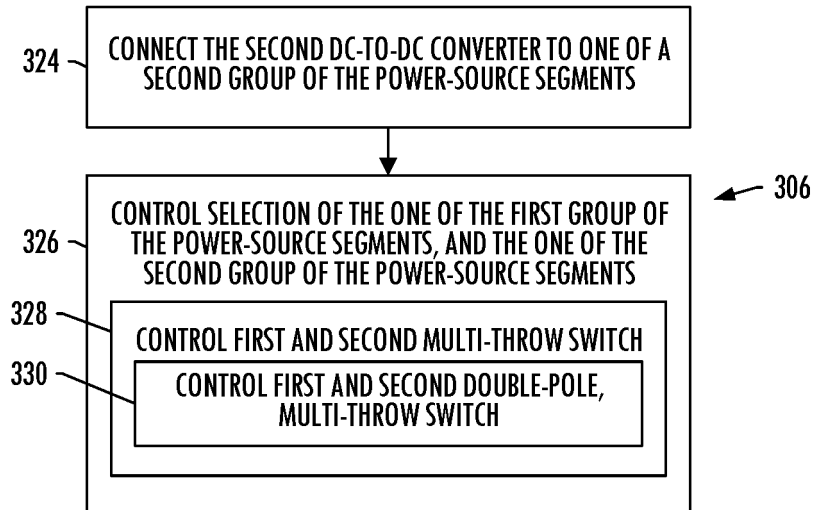 324
CONNECT THE SECOND DC-TO-DC CONVERTER TO ONE OF A
SECOND GROUP OF THE POWER-SOURCE SEGMENTS
306
326
CONTROL SELECTION OF THE ONE OF THE FIRST GROUP OF
THE POWER-SOURCE SEGMENTS, AND THE ONE OF THE
SECOND GROUP OF THE POWER-SOURCE SEGMENTS
328
CONTROL FIRST AND SECOND MULTI-THROW SWITCH
330
CONTROL FIRST AND SECOND DOUBLE-POLE,
MULTI-THROW SWITCH